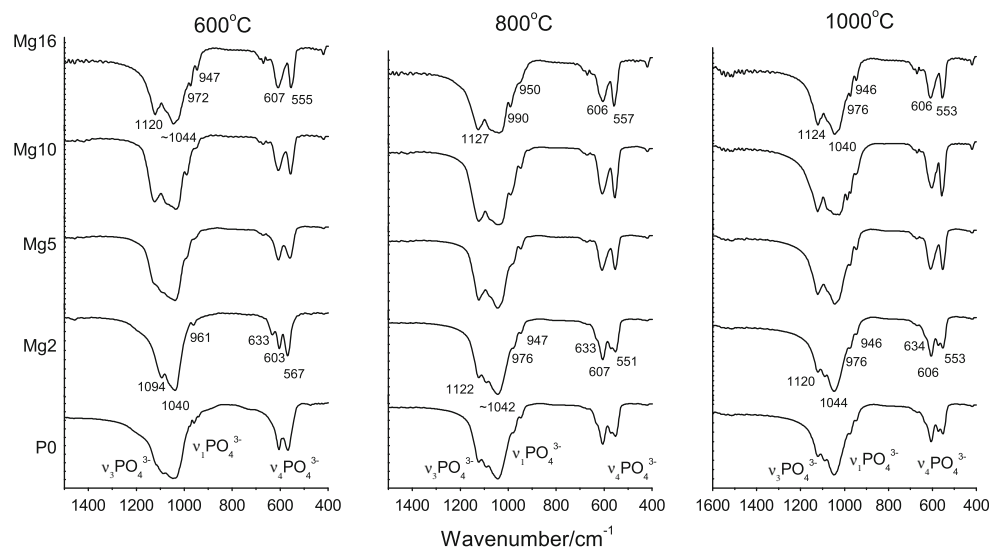 600°C
800°C
1000°C
Mg16
Mg10
Mg5
Mg2
P0
947
972
607
555
1120
~1044
961
633
603
567
1094
1040
ν₁PO₄³⁻
ν₃PO₄³⁻
ν₄PO₄³⁻
1400 1200 1000 800 600 400
950
990
606
557
1127
947
976
633
551
607
1122
~1042
ν₁PO₄³⁻
ν₃PO₄³⁻
ν₄PO₄³⁻
1400 1200 1000 800 600 400
946
976
606
553
1124
1040
946
976
634
553
606
1120
1044
ν₁PO₄³⁻
ν₃PO₄³⁻
ν₄PO₄³⁻
1600 1400 1200 1000 800 600 400
Wavenumber/cm⁻¹